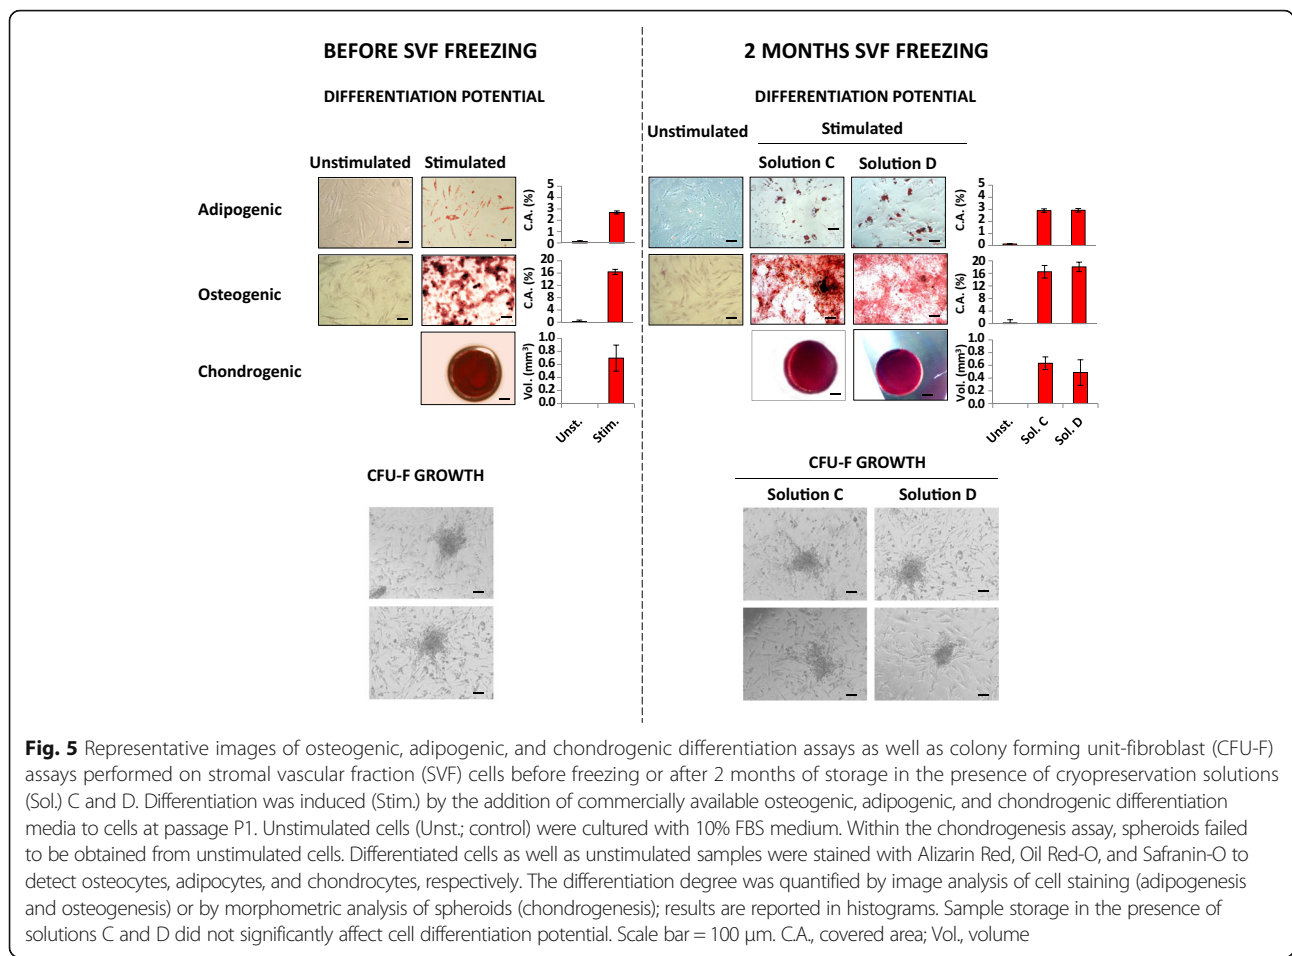 BEFORE SVF FREEZING
DIFFERENTIATION POTENTIAL
Unstimulated Stimulated
Adipogenic
C.A. (%)
5
4
3
2
1
0
Osteogenic
C.A. (%)
20
16
12
8
4
0
Chondrogenic
Vol. (mm³)
1.0
0.8
0.6
0.4
0.2
0.0
Unst. Stim.
CFU-F GROWTH
2 MONTHS SVF FREEZING
DIFFERENTIATION POTENTIAL
Unstimulated Stimulated
Solution C Solution D
C.A. (%)
5
4
3
2
1
0
C.A. (%)
20
16
12
8
4
0
Vol. (mm³)
1.0
0.8
0.6
0.4
0.2
0.0
Unst. Sol. C Sol. D
CFU-F GROWTH
Solution C Solution D
Fig. 5 Representative images of osteogenic, adipogenic, and chondrogenic differentiation assays as well as colony forming unit-fibroblast (CFU-F)
assays performed on stromal vascular fraction (SVF) cells before freezing or after 2 months of storage in the presence of cryopreservation solutions
(Sol.) C and D. Differentiation was induced (Stim.) by the addition of commercially available osteogenic, adipogenic, and chondrogenic differentiation
media to cells at passage P1. Unstimulated cells (Unst.; control) were cultured with 10% FBS medium. Within the chondrogenesis assay, spheroids failed
to be obtained from unstimulated cells. Differentiated cells as well as unstimulated samples were stained with Alizarin Red, Oil Red-O, and Safranin-O to
detect osteocytes, adipocytes, and chondrocytes, respectively. The differentiation degree was quantified by image analysis of cell staining (adipogenesis
and osteogenesis) or by morphometric analysis of spheroids (chondrogenesis); results are reported in histograms. Sample storage in the presence of
solutions C and D did not significantly affect cell differentiation potential. Scale bar = 100 μm. C.A., covered area; Vol., volume